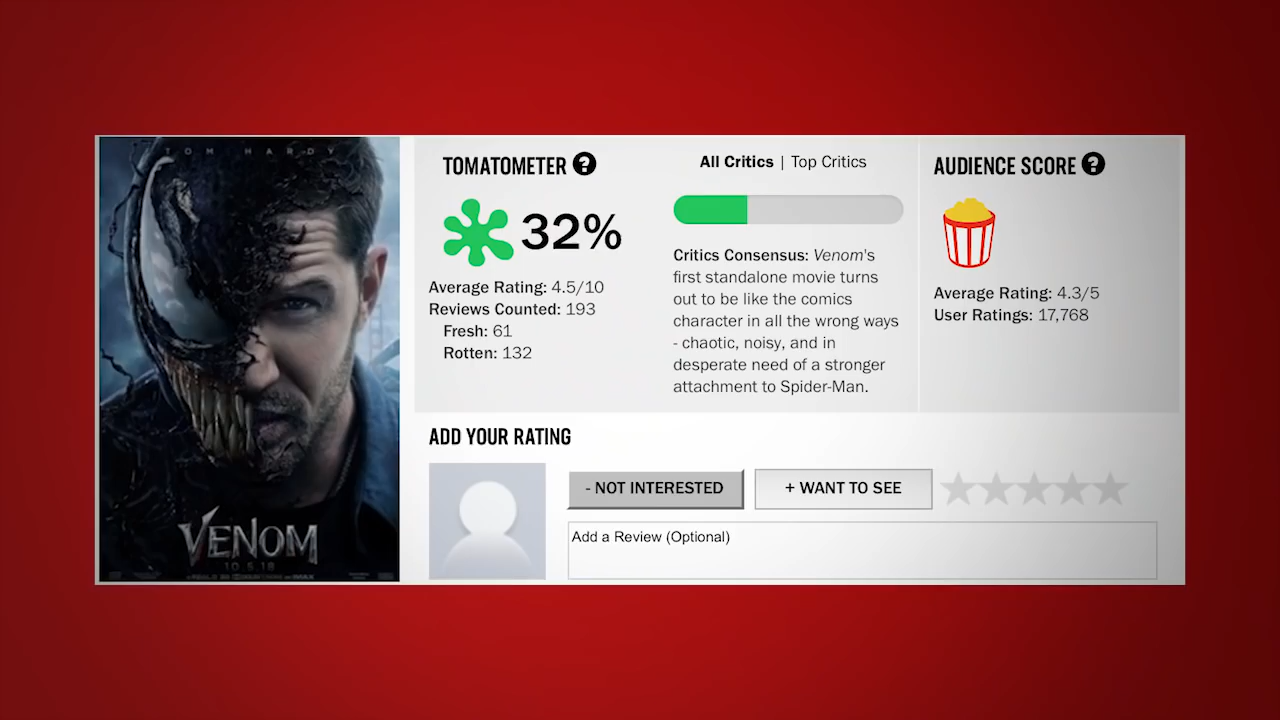 TOM HARDY
VENOM
10.5.18
TOMATOMETER ?
32%
Average Rating: 4.5/10
Reviews Counted: 193
Fresh: 61
Rotten: 132
All Critics | Top Critics
Critics Consensus: Venom's
first standalone movie turns
out to be like the comics
character in all the wrong ways
- chaotic, noisy, and in
desperate need of a stronger
attachment to Spider-Man.
AUDIENCE SCORE ?
Average Rating: 4.3/5
User Ratings: 17,768
ADD YOUR RATING
- NOT INTERESTED
+ WANT TO SEE
Add a Review (Optional)